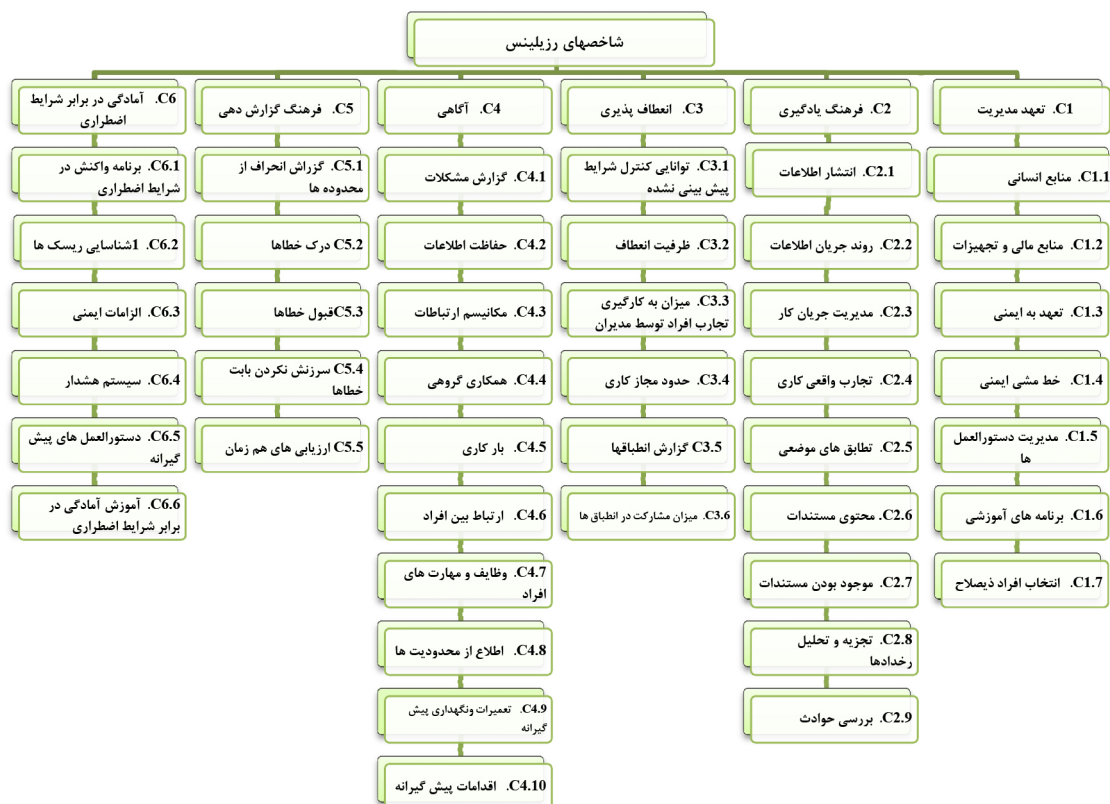 شاخصهای رزیلینس
C1. تعهد مدیریت
C1.1. منابع انسانی
C1.2. منابع مالی و تجهیزات
C1.3. تعهد به ایمنی
C1.4. خط مشی ایمنی
C1.5. مدیریت دستورالعمل
ها
C1.6. برنامه های آموزشی
C1.7. انتخاب افراد ذیصلاح
C2. فرهنگ یادگیری
C2.1. انتشار اطلاعات
C2.2. روند جریان اطلاعات
C2.3. مدیریت جریان کار
C2.4. تجارب واقعی کاری
C2.5. تطابق های موضعی
C2.6. محتوی مستندات
C2.7. موجود بودن مستندات
C2.8. تجزیه و تحلیل
رخدادها
C2.9. بررسی حوادث
C3. انعطاف پذیری
C3.1. توانایی کنترل شرایط
پیش بینی نشده
C3.2. ظرفیت انعطاف
C3.3. میزان به کارگیری
تجارب افراد توسط مدیران
C3.4. حدود مجاز کاری
C3.5 گزارش انطباقها
C3.6. میزان مشارکت در انطباق ها
C4. آگاهی
C4.1. گزارش مشکلات
C4.2. حفاظت اطلاعات
C4.3. مکانیسم ارتباطات
C4.4. همکاری گروهی
C4.5. بار کاری
C4.6. ارتباط بین افراد
C4.7. وظایف و مهارت های
افراد
C4.8. اطلاع از محدودیت ها
C4.9. تعمیرات ونگهداری پیش
گیرانه
C4.10. اقدامات پیش گیرانه
C5. فرهنگ گزارش دهی
C5.1. گزراش انحراف از
محدوده ها
C5.2. درک خطاها
C5.3قبول خطاها
C5.4 سرزنش نکردن بابت
خطاها
C5.5 ارزیابی های هم زمان
C6. آمادگی در برابر شرایط
اضطراری
C6.1. برنامه واکنش در
شرایط اضطراری
C6.2. 1شناسایی ریسک ها
C6.3. الزامات ایمنی
C6.4. سیستم هشدار
C6.5. دستورالعمل های پیش
گیرانه
C6.6. آموزش آمادگی در
برابر شرایط اضطراری